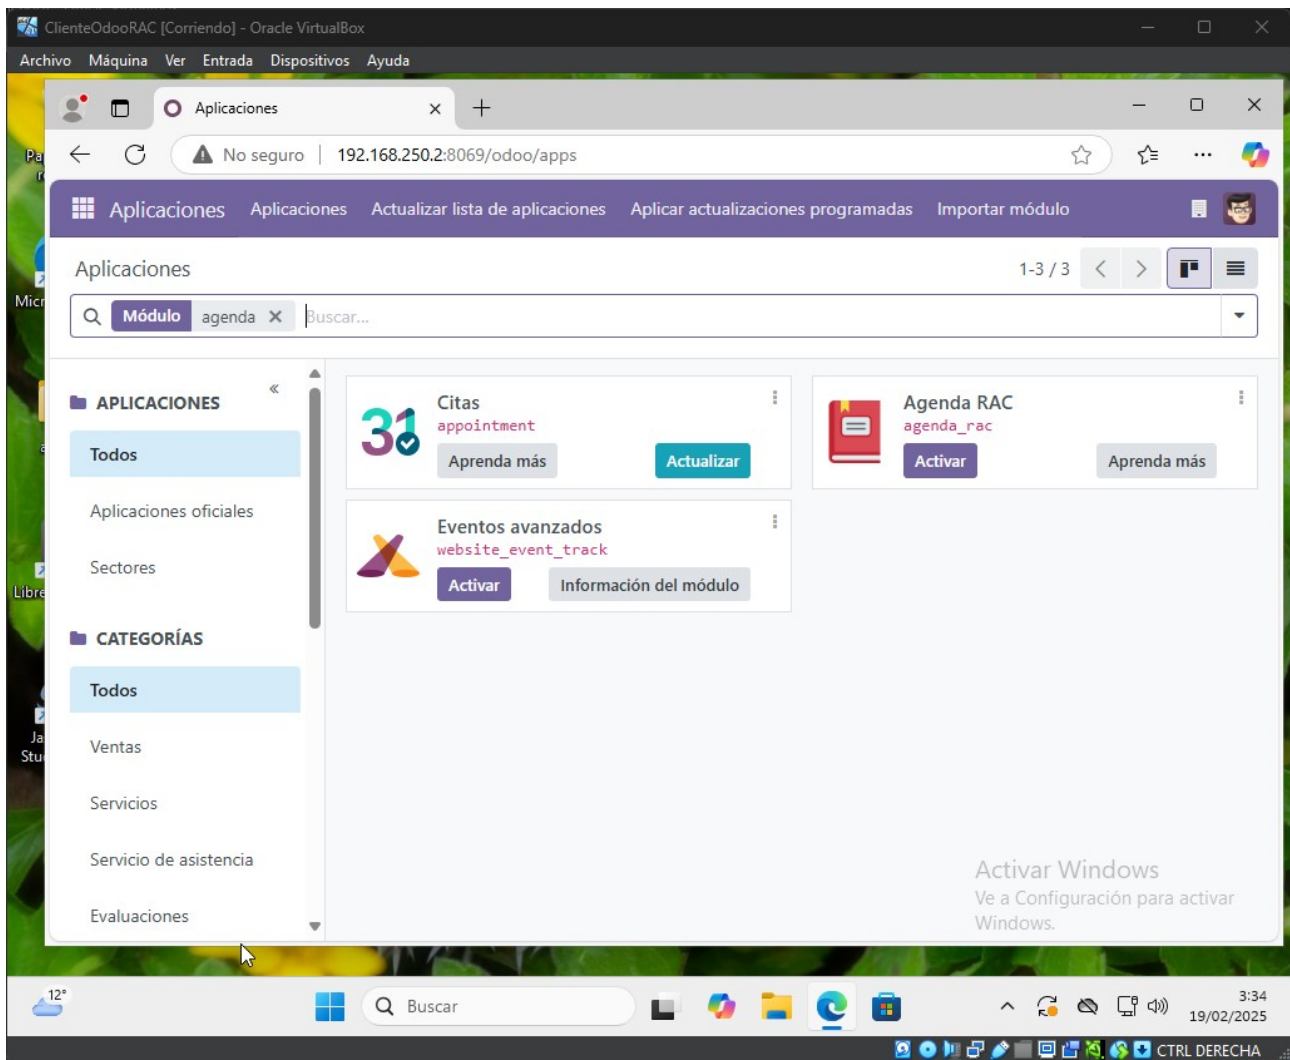 ClienteOdooRAC [Corriendo] - Oracle VirtualBox
Archivo Máquina Ver Entrada Dispositivos Ayuda
Aplicaciones
No seguro 192.168.250.2:8069/odoo/apps
Aplicaciones Aplicaciones Actualizar lista de aplicaciones Aplicar actualizaciones programadas Importar módulo
Aplicaciones
1-3 / 3
Módulo agenda Buscar...
APLICACIONES
Todos
Aplicaciones oficiales
Sectores
CATEGORÍAS
Todos
Ventas
Servicios
Servicio de asistencia
Evaluaciones
31
Citas
appointment
Aprenda más
Actualizar
Agenda RAC
agenda_rac
Activar
Aprenda más
Eventos avanzados
website_event_track
Activar
Información del módulo
Activar Windows
Ve a Configuración para activar
Windows.
12°
Buscar
3:34
19/02/2025
CTRL DERECHA